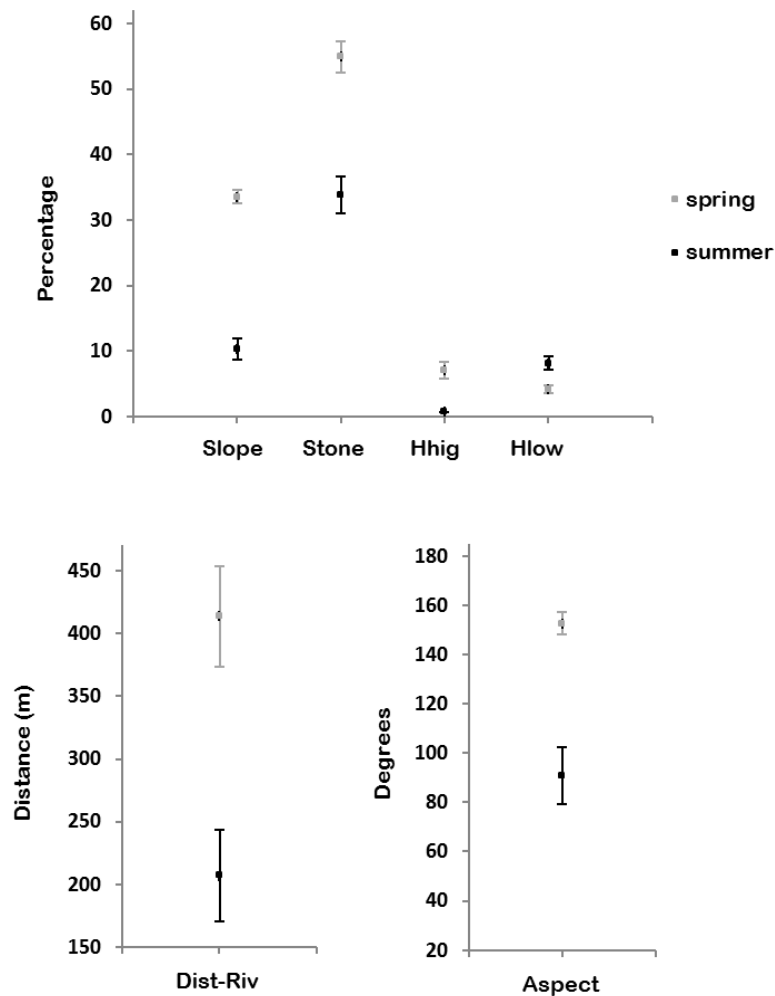 60
50
40
30
20
10
0
Percentage
Slope Stone Hhig Hlow
spring
summer
450
400
350
300
250
200
150
Distance (m)
Dist-Riv
180
160
140
120
100
80
60
40
20
Degrees
Aspect